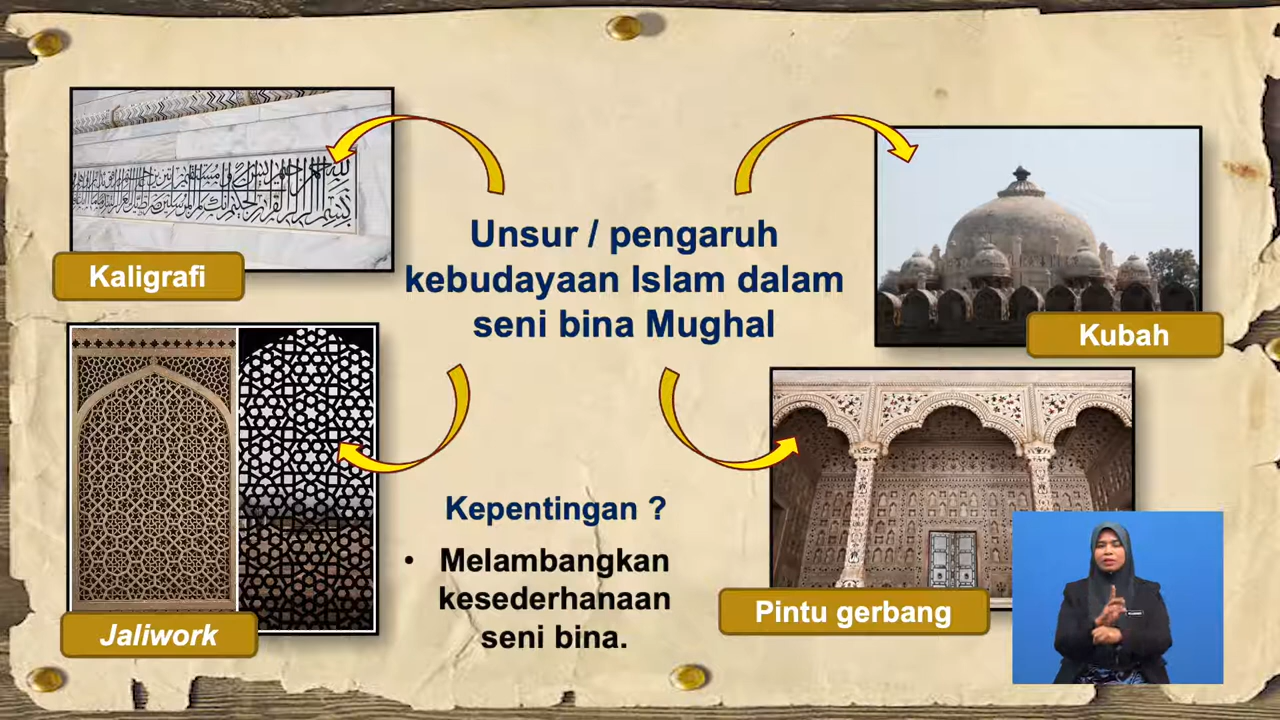 Kaligrafi
Unsur / pengaruh
kebudayaan Islam dalam
seni bina Mughal
Kubah
Jaliwork
Kepentingan ?
• Melambangkan
kesederhanaan
seni bina.
Pintu gerbang